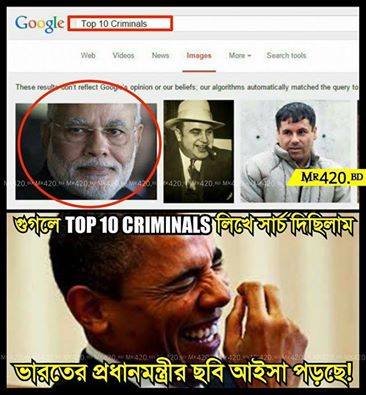 Google Top 10 Criminals
Web Videos News Images More Search tools
These results don't reflect Google's opinion or our beliefs; our algorithms automatically matched the query to
MR420.BD
গুগলে TOP 10 CRIMINALS লিখে সার্চ দিছিলাম
ভারতের প্রধানমন্ত্রীর ছবি আইসা পড়ছে!